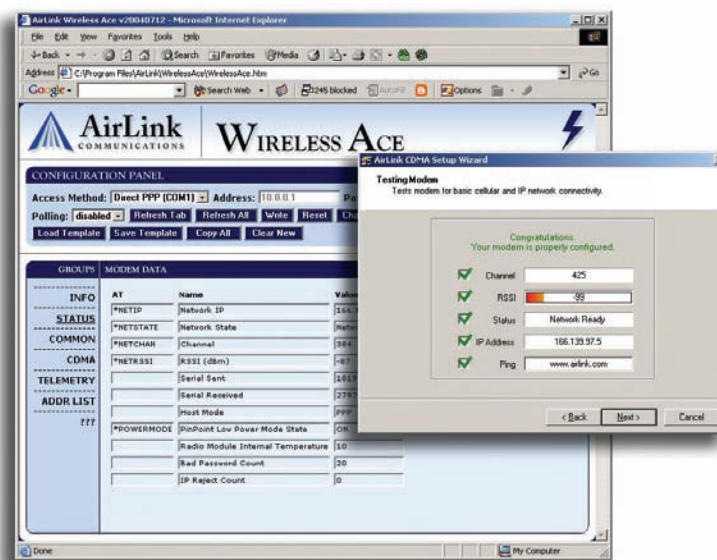 AirLink Wireless Ace v20040712 - Microsoft Internet Explorer
File Edit View Favorites Tools Help
Back Search Favorites Media
Address C:\Program Files\AirLink\WirelessAce\WirelessAce.htm Go
Google Search Web 245 blocked AutoFill Options
AirLink
COMMUNICATIONS
WIRELESS ACE
CONFIGURATION PANEL
Access Method: Direct PPP (COM1) Address: 10.0.0.1
Polling: disabled Refresh Tab Refresh All Write Reset
Load Template Save Template Copy All Clear New
GROUPS MODEM DATA
INFO
STATUS
COMMON
CDMA
TELEMETRY
ADDR LIST
???
AT Name Value
*NETIP Network IP
*NETSTATE Network State
*NETCHAN Channel 384
*NETRSSI RSSI (dBm) -87
Serial Sent
Serial Received
Host Mode PPP
*POWERMODE PinPoint Low Power Mode State ON
Radio Module Internal Temperature 10
Bad Password Count 20
IP Reject Count 0
Done My Computer
AirLink CDMA Setup Wizard
Testing Modem
Tests modem for basic cellular and IP network connectivity.
Congratulations.
Your modem is properly configured.
Channel 425
RSSI -99
Status Network Ready
IP Address 166.139.97.5
Ping www.airlink.com
< Back Next > Cancel